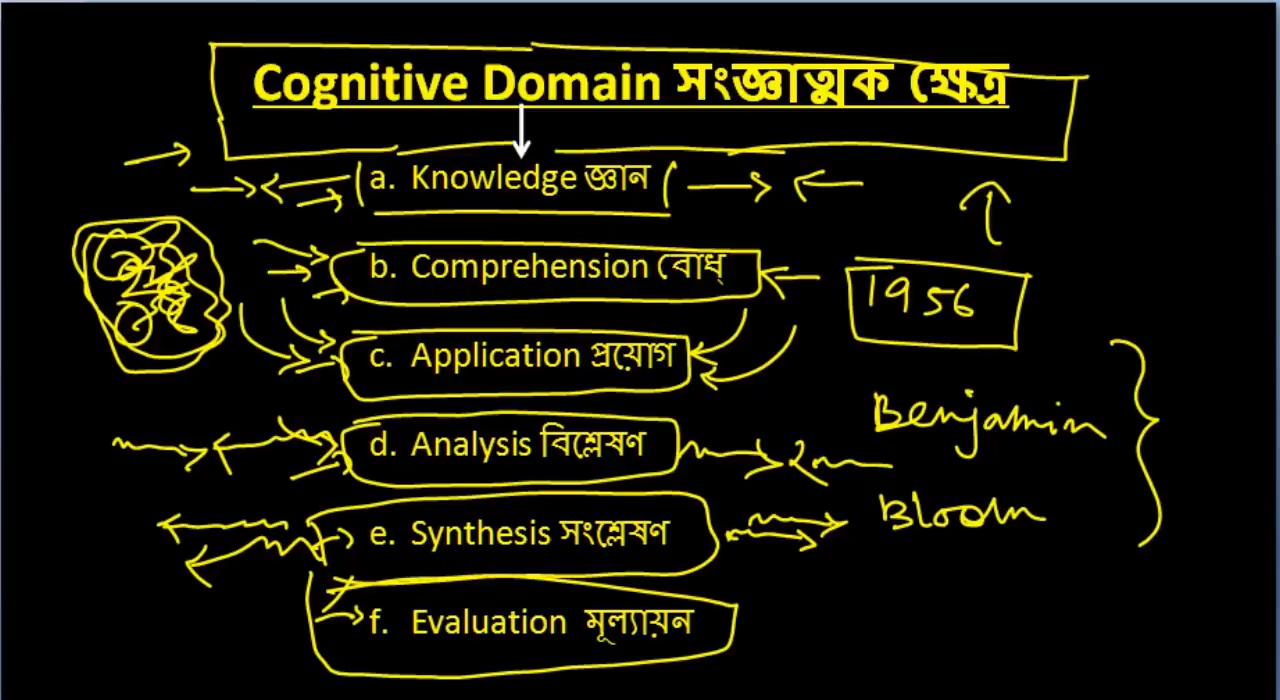 Cognitive Domain সংজ্ঞাত্মক ক্ষেত্র
a. Knowledge জ্ঞান
b. Comprehension বোধ্
c. Application প্রয়োগ
d. Analysis বিশ্লেষণ
e. Synthesis সংশ্লেষণ
f. Evaluation মূল্যায়ন
1956
Benjamin
Bloom